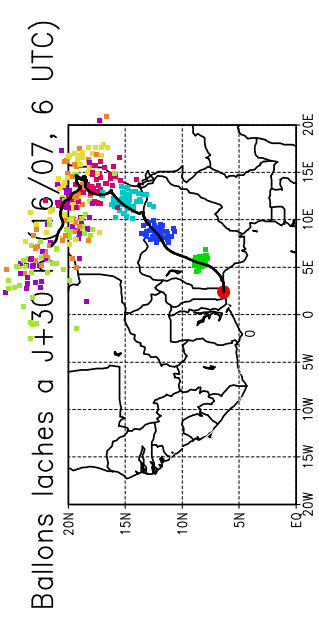 Ballons laches a J+30 (16/07, 6 UTC)
20N
15N
10N
5N
EQ
20W
15W
10W
5W
0
5E
10E
15E
20E
0